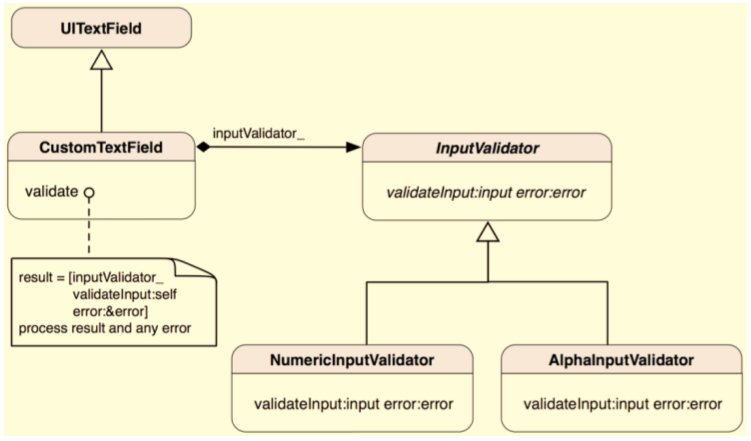 UITextField
CustomTextField
inputValidator_
InputValidator
validate
validateInput:input error:error
result = [inputValidator_
validateInput:self
error:&error]
process result and any error
NumericInputValidator
AlphaInputValidator
validateInput:input error:error
validateInput:input error:error